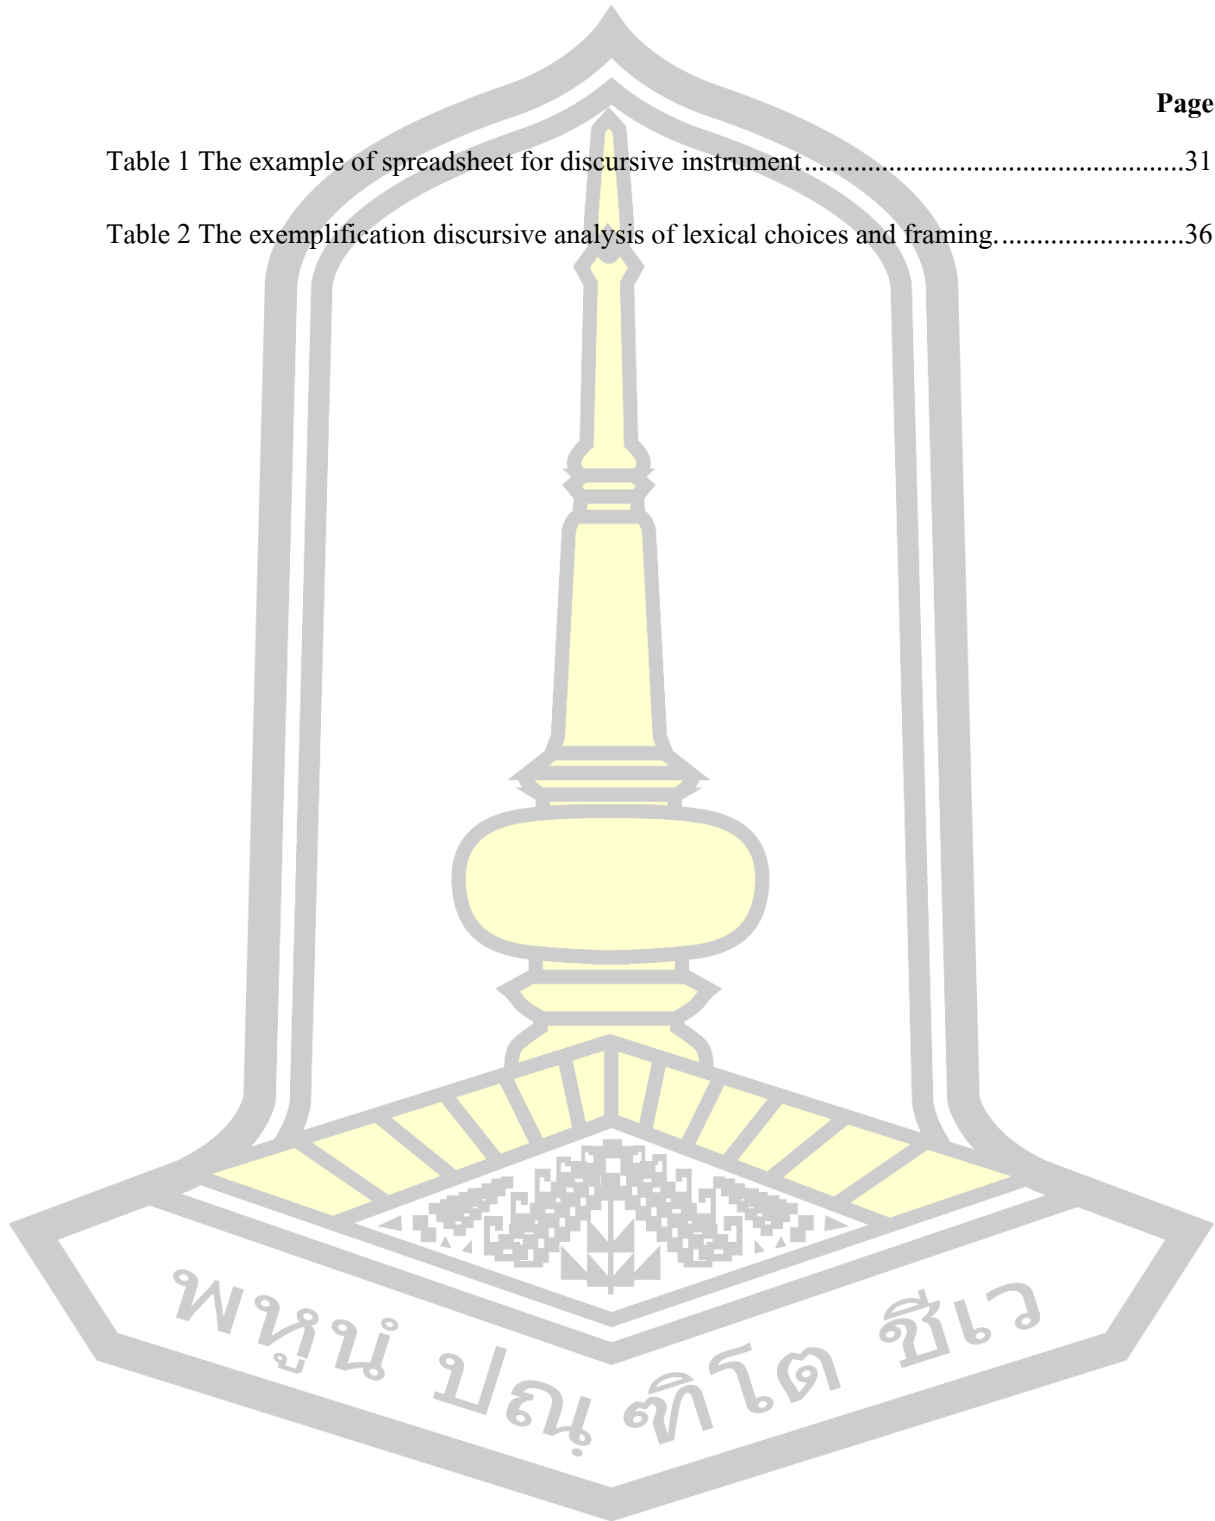 Page
Table 1 The example of spreadsheet for discursive instrument......................................................31
Table 2 The exemplification discursive analysis of lexical choices and framing...........................36
พหูนํ ปณฺฑิโต ชีเว